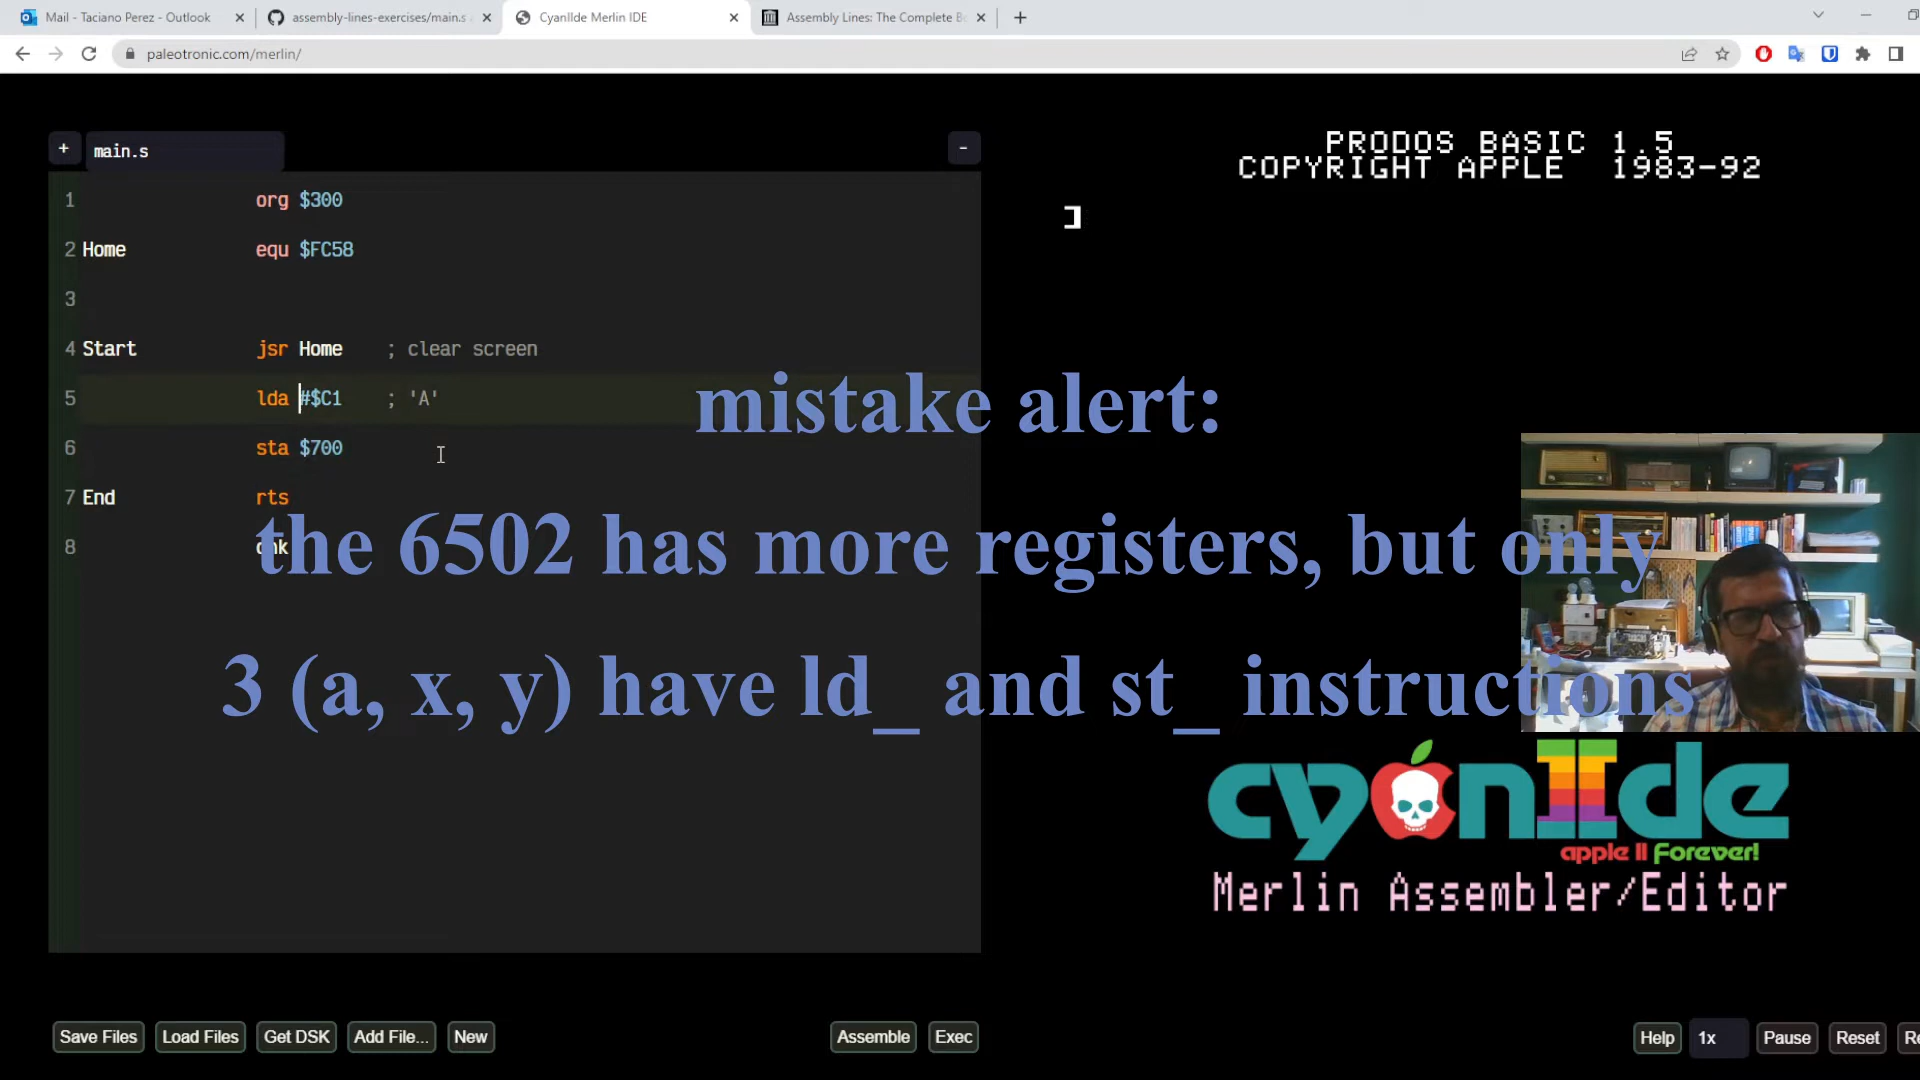 Mail - Taciano Perez - Outlook
assembly-lines-exercises/main.s
CyanIIde Merlin IDE
Assembly Lines: The Complete B
paleotronic.com/merlin/
+ main.s -
1 org $300
2 Home equ $FC58
3
4 Start jsr Home ; clear screen
5 lda #$C1 ; 'A'
6 sta $700
7 End rts
8 chk
PRODOS BASIC 1.5
COPYRIGHT APPLE 1983-92
]
mistake alert:
the 6502 has more registers, but only
3 (a, x, y) have ld_ and st_ instructions
cyanIIde
apple II Forever!
Merlin Assembler/Editor
Save Files Load Files Get DSK Add File... New Assemble Exec Help 1x Pause Reset